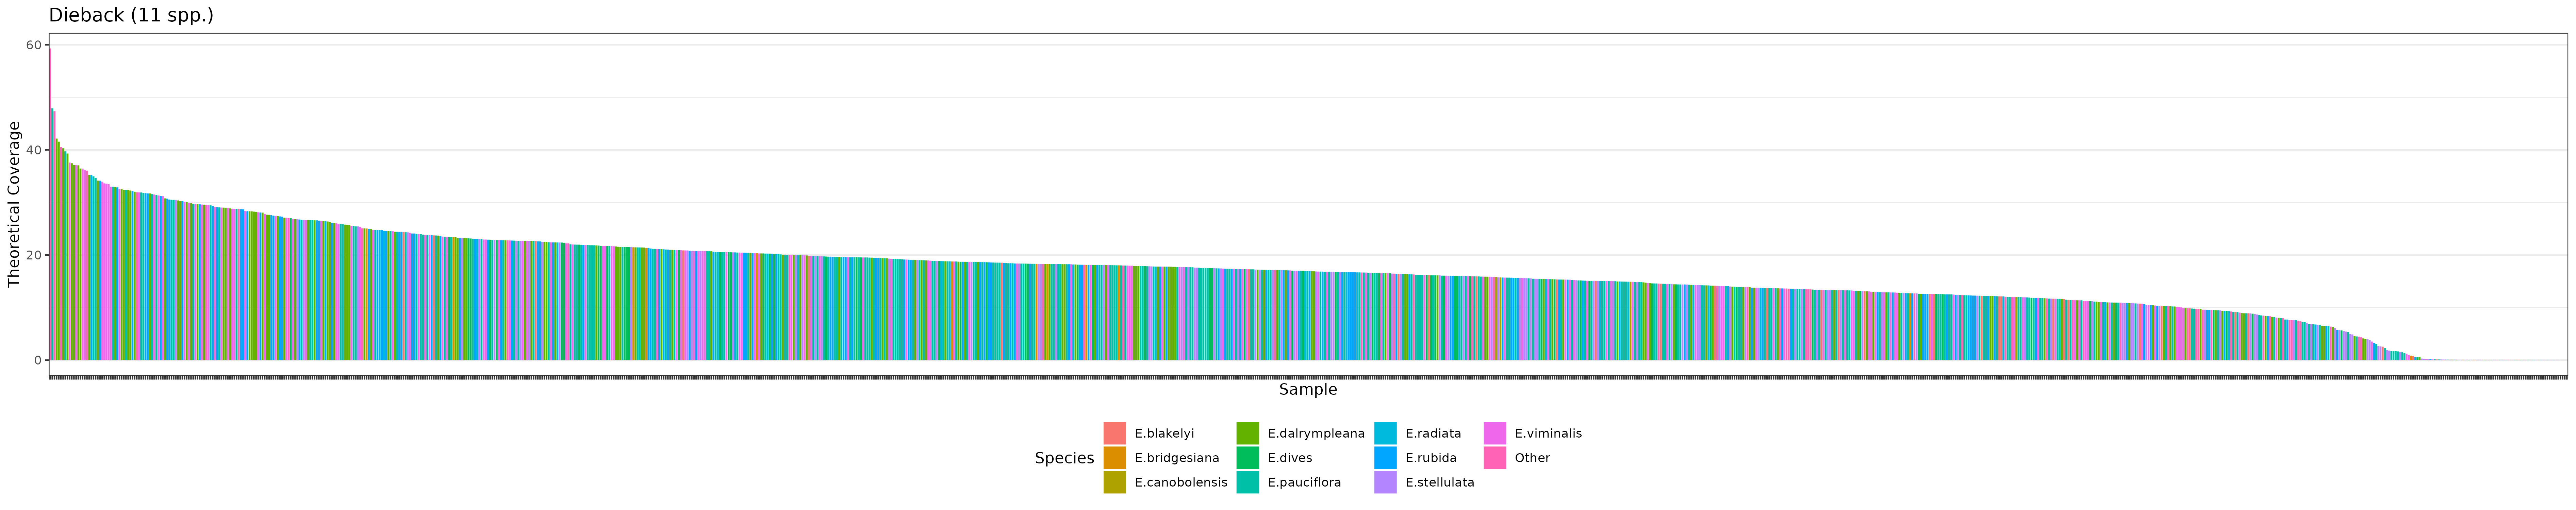 Dieback (11 spp.)
Theoretical Coverage
60
40
20
0
Sample
Species
E.blakelyi
E.bridgesiana
E.canobolensis
E.dalrympleana
E.dives
E.pauciflora
E.radiata
E.rubida
E.stellulata
E.viminalis
Other